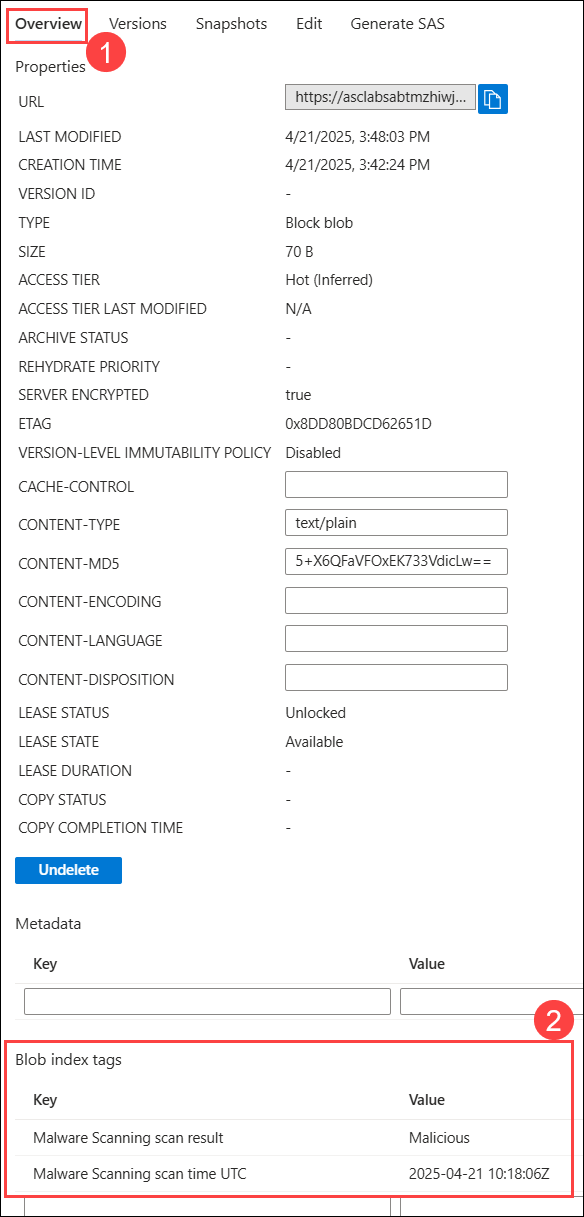 Overview Versions Snapshots Edit Generate SAS
1
Properties
URL https://asclabsabtmzhiwj...
LAST MODIFIED 4/21/2025, 3:48:03 PM
CREATION TIME 4/21/2025, 3:42:24 PM
VERSION ID -
TYPE Block blob
SIZE 70 B
ACCESS TIER Hot (Inferred)
ACCESS TIER LAST MODIFIED N/A
ARCHIVE STATUS -
REHYDRATE PRIORITY -
SERVER ENCRYPTED true
ETAG 0x8DD80BDCD62651D
VERSION-LEVEL IMMUTABILITY POLICY Disabled
CACHE-CONTROL
CONTENT-TYPE text/plain
CONTENT-MD5 5+X6QFaVFOxEK733VdicLw==
CONTENT-ENCODING
CONTENT-LANGUAGE
CONTENT-DISPOSITION
LEASE STATUS Unlocked
LEASE STATE Available
LEASE DURATION -
COPY STATUS -
COPY COMPLETION TIME -
Undelete
Metadata
Key Value
2
Blob index tags
Key Value
Malware Scanning scan result Malicious
Malware Scanning scan time UTC 2025-04-21 10:18:06Z